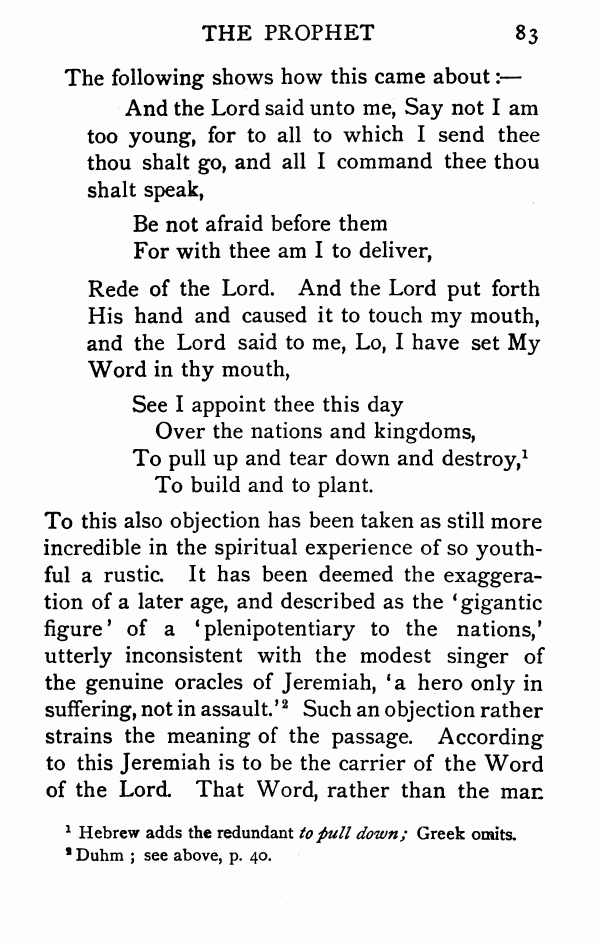 THE PROPHET 83
The following shows how this came about :—
And the Lord said unto me, Say not I am
too young, for to all to which I send thee
thou shalt go, and all I command thee thou
shalt speak,
Be not afraid before them
For with thee am I to deliver,
Rede of the Lord. And the Lord put forth
His hand and caused it to touch my mouth,
and the Lord said to me, Lo, I have set My
Word in thy mouth,
See I appoint thee this day
Over the nations and kingdoms,
To pull up and tear down and destroy,¹
To build and to plant.
To this also objection has been taken as still more
incredible in the spiritual experience of so youth-
ful a rustic. It has been deemed the exaggera-
tion of a later age, and described as the ‘gigantic
figure’ of a ‘plenipotentiary to the nations,’
utterly inconsistent with the modest singer of
the genuine oracles of Jeremiah, ‘a hero only in
suffering, not in assault.’² Such an objection rather
strains the meaning of the passage. According
to this Jeremiah is to be the carrier of the Word
of the Lord. That Word, rather than the man
¹ Hebrew adds the redundant to pull down; Greek omits.
² Duhm ; see above, p. 40.